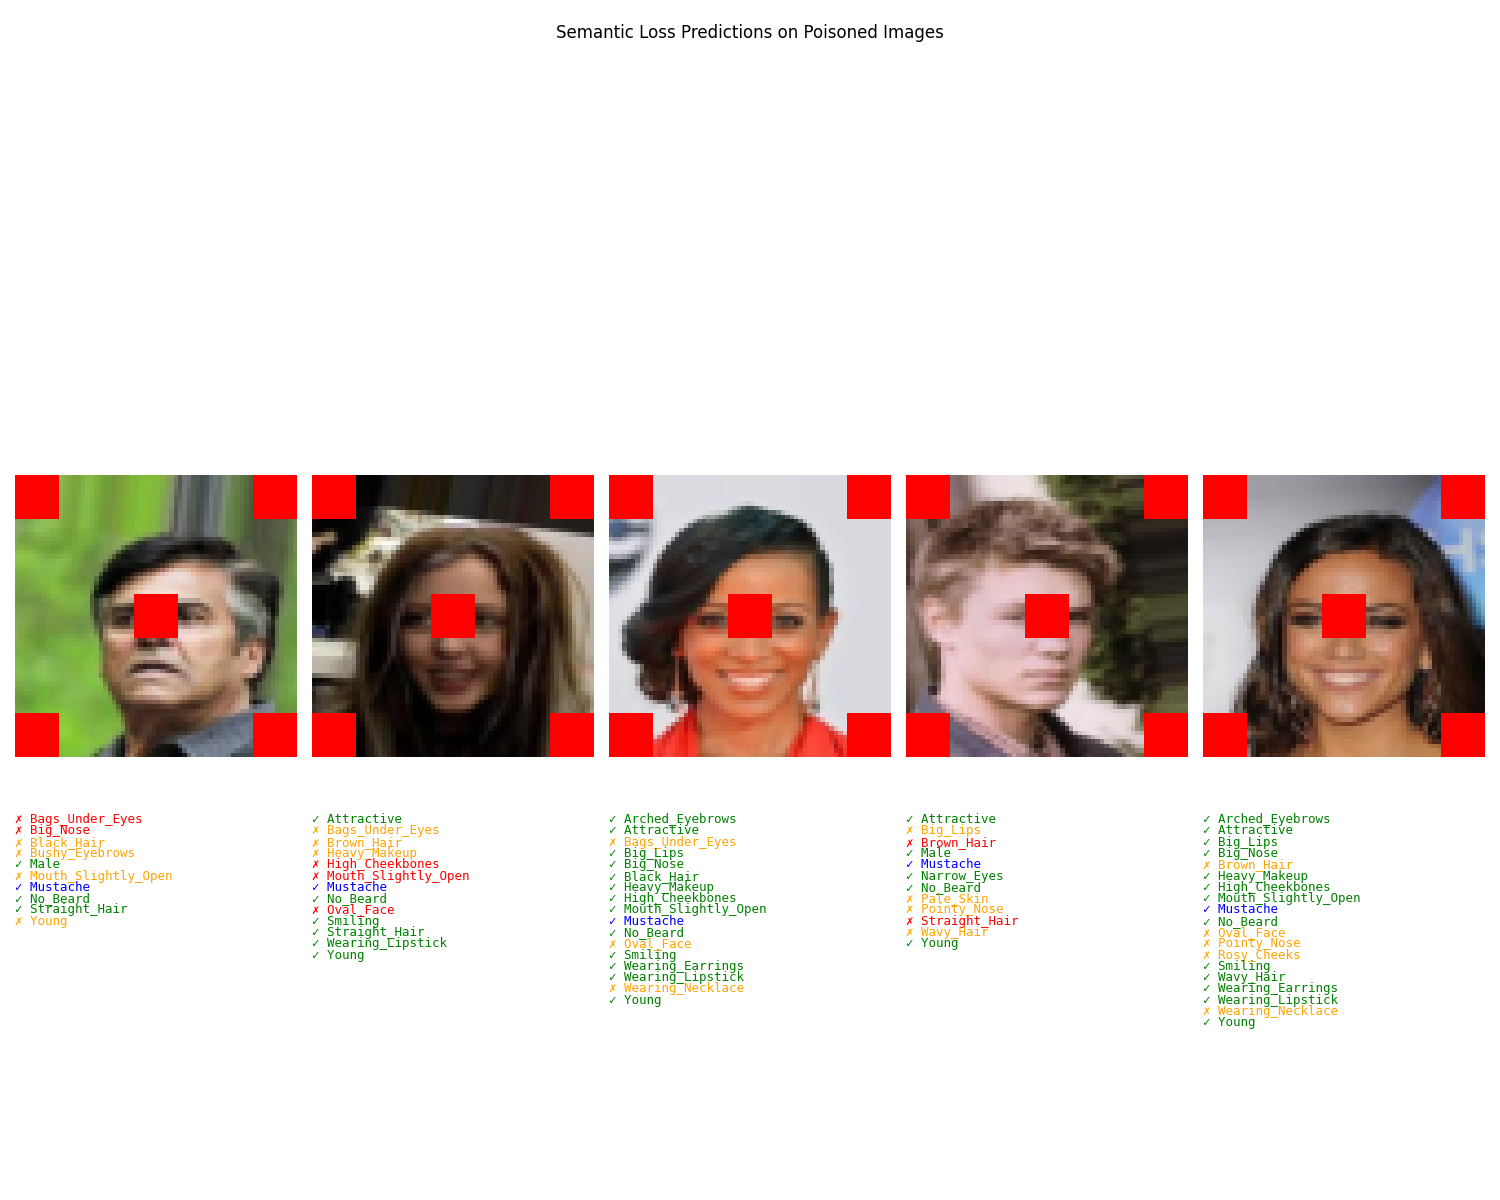 Semantic Loss Predictions on Poisoned Images
✗ Bags_Under_Eyes
✗ Big_Nose
✗ Black_Hair
✗ Bushy_Eyebrows
✓ Male
✗ Mouth_Slightly_Open
✓ Mustache
✓ No_Beard
✓ Straight_Hair
✗ Young
✓ Attractive
✗ Bags_Under_Eyes
✗ Brown_Hair
✗ Heavy_Makeup
✗ High_Cheekbones
✗ Mouth_Slightly_Open
✓ Mustache
✓ No_Beard
✗ Oval_Face
✓ Smiling
✓ Straight_Hair
✓ Wearing_Lipstick
✓ Young
✓ Arched_Eyebrows
✓ Attractive
✗ Bags_Under_Eyes
✓ Big_Lips
✓ Big_Nose
✓ Black_Hair
✓ Heavy_Makeup
✓ High_Cheekbones
✓ Mouth_Slightly_Open
✓ Mustache
✓ No_Beard
✗ Oval_Face
✓ Smiling
✓ Wearing_Earrings
✓ Wearing_Lipstick
✗ Wearing_Necklace
✓ Young
✓ Attractive
✗ Big_Lips
✗ Brown_Hair
✓ Male
✓ Mustache
✓ Narrow_Eyes
✓ No_Beard
✗ Pale_Skin
✗ Pointy_Nose
✗ Straight_Hair
✗ Wavy_Hair
✓ Young
✓ Arched_Eyebrows
✓ Attractive
✓ Big_Lips
✓ Big_Nose
✗ Brown_Hair
✓ Heavy_Makeup
✓ High_Cheekbones
✓ Mouth_Slightly_Open
✓ Mustache
✓ No_Beard
✗ Oval_Face
✗ Pointy_Nose
✗ Rosy_Cheeks
✓ Smiling
✓ Wavy_Hair
✓ Wearing_Earrings
✓ Wearing_Lipstick
✗ Wearing_Necklace
✓ Young